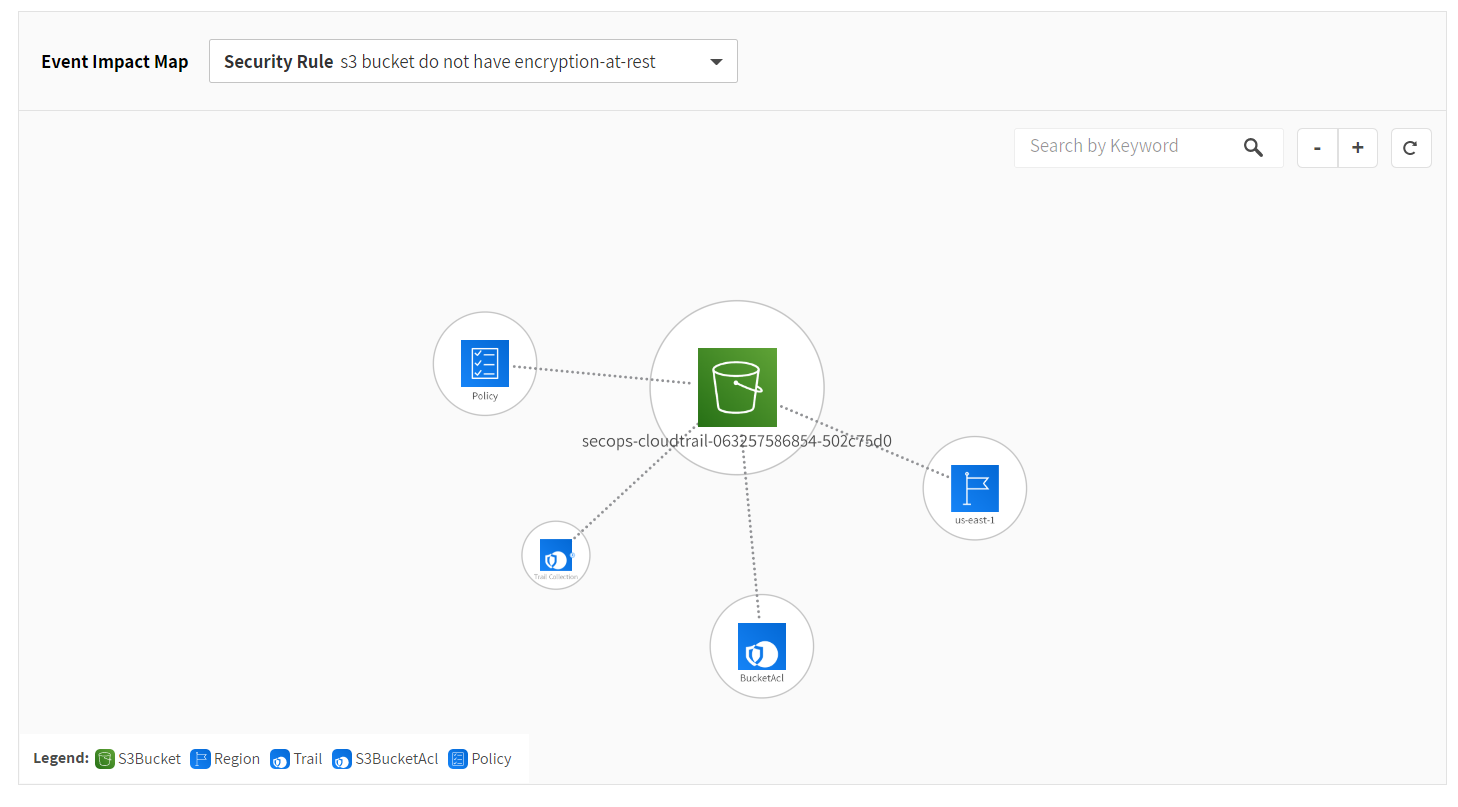 Event Impact Map
Security Rule s3 bucket do not have encryption-at-rest
Search by Keyword
-
+
Policy
secops-cloudtrail-063257586854-502c75d0
us-east-1
Trail Collection
BucketAcl
Legend: S3Bucket Region Trail S3BucketAcl Policy